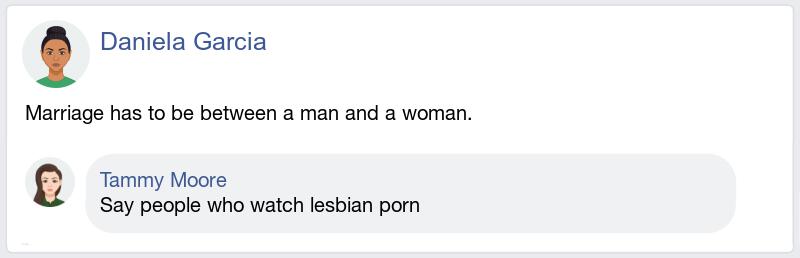 Daniela Garcia
Marriage has to be between a man and a woman.
Tammy Moore
Say people who watch lesbian porn